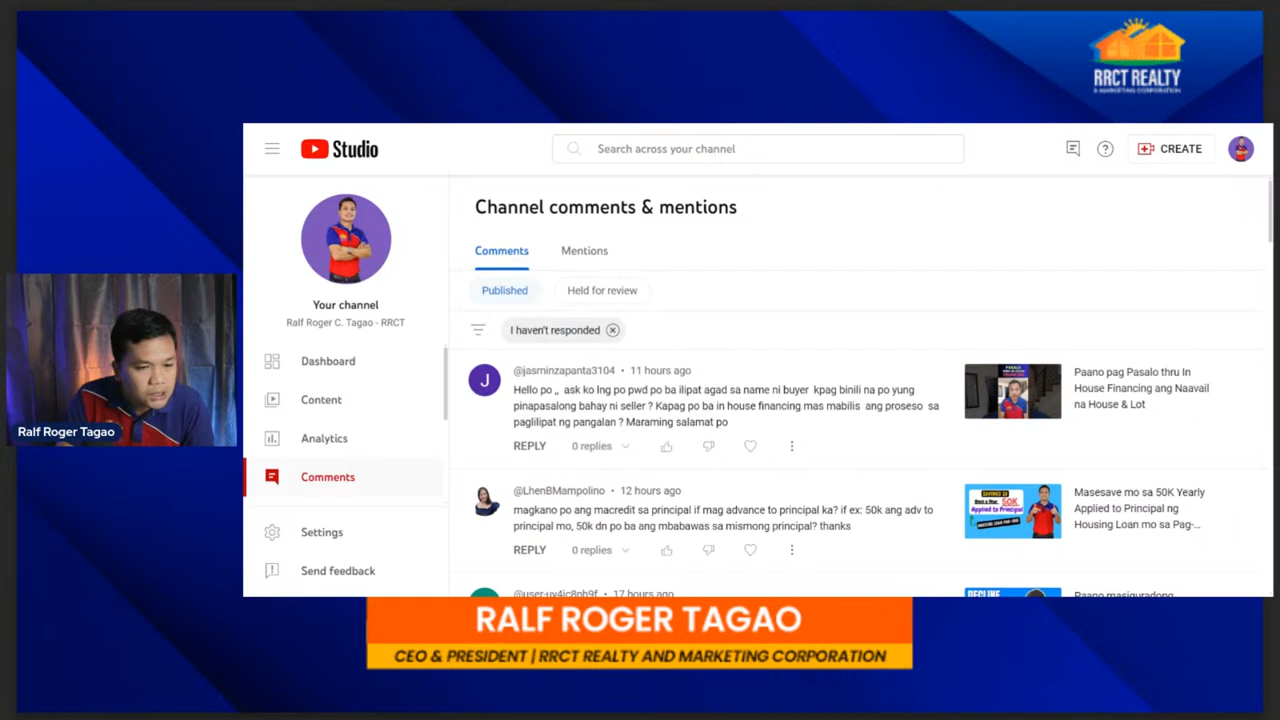 RRCT REALTY
& MARKETING CORPORATION
Studio
Search across your channel
CREATE
Channel comments & mentions
Comments
Mentions
Published
Held for review
I haven't responded
Your channel
Ralf Roger C. Tagao - RRCT
Dashboard
Content
Analytics
Comments
Settings
Send feedback
J
@jasminzapanta3104 • 11 hours ago
Hello po ,, ask ko lng po pwd po ba ilipat agad sa name ni buyer kpag binili na po yung
pinapasalong bahay ni seller ? Kapag po ba in house financing mas mabilis ang proseso sa
paglilipat ng pangalan ? Maraming salamat po
REPLY
0 replies
Paano pag Pasalo thru In
House Financing ang Naavail
na House & Lot
@LhenBMampolino • 12 hours ago
magkano po ang macredit sa principal if mag advance to principal ka? if ex: 50k ang adv to
principal mo, 50k dn po ba ang mbabawas sa mismong principal? thanks
REPLY
0 replies
50K
Masesave mo sa 50K Yearly
Applied to Principal ng
Housing Loan mo sa Pag-...
@user-uy4jc8nh9f • 17 hours ago
DECLINE
Paano masiguradong
Ralf Roger Tagao
RALF ROGER TAGAO
CEO & PRESIDENT | RRCT REALTY AND MARKETING CORPORATION